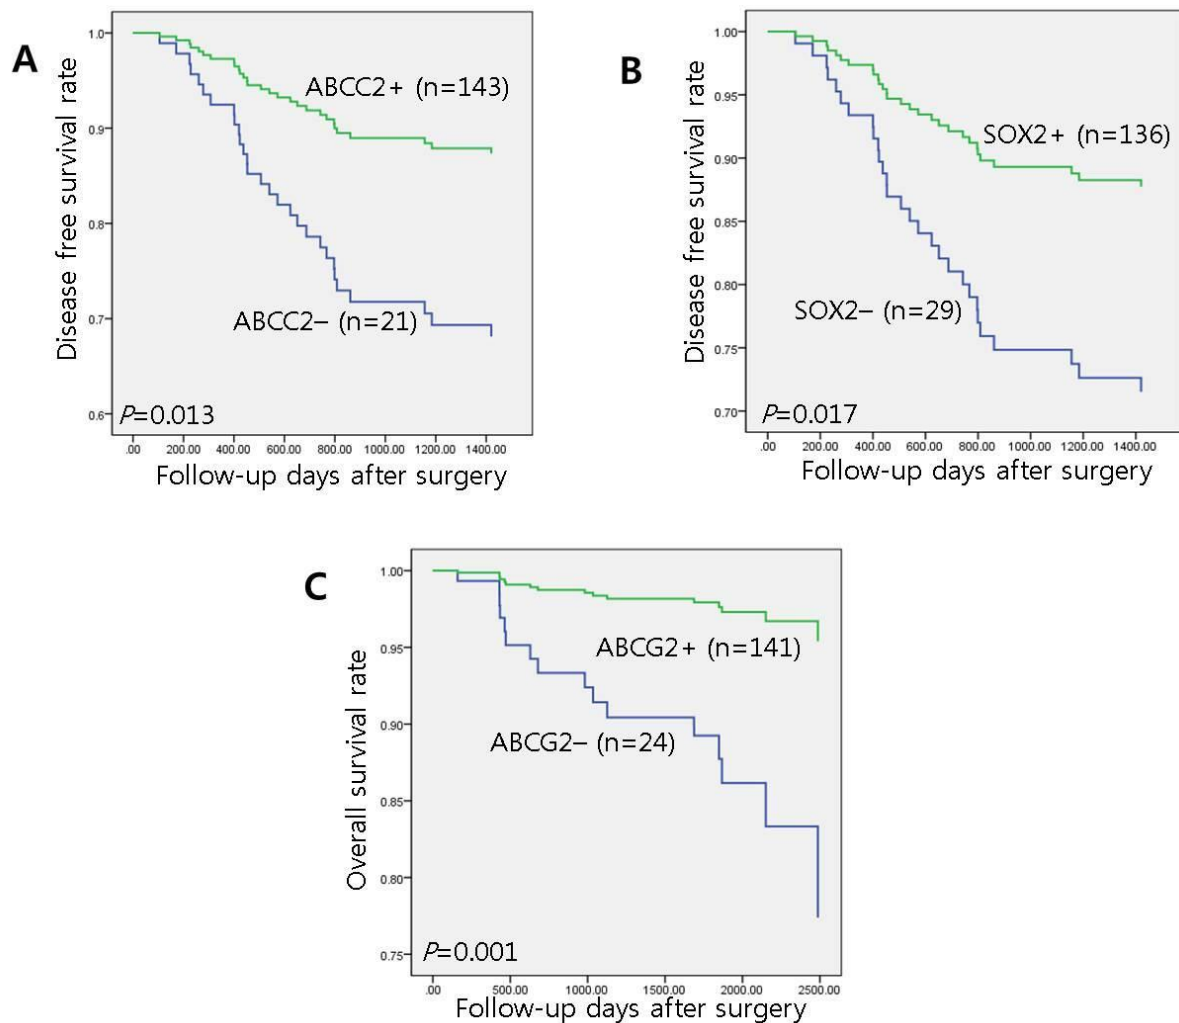 A
Disease free survival rate
1.0
0.9
0.8
0.7
0.6
ABCC2+ (n=143)
ABCC2– (n=21)
P=0.013
.00 200.00 400.00 600.00 800.00 1000.00 1200.00 1400.00
Follow-up days after surgery
B
Disease free survival rate
1.00
0.95
0.90
0.85
0.80
0.75
0.70
SOX2+ (n=136)
SOX2– (n=29)
P=0.017
.00 200.00 400.00 600.00 800.00 1000.00 1200.00 1400.00
Follow-up days after surgery
C
Overall survival rate
1.00
0.95
0.90
0.85
0.80
0.75
ABCG2+ (n=141)
ABCG2– (n=24)
P=0.001
.00 500.00 1000.00 1500.00 2000.00 2500.00
Follow-up days after surgery